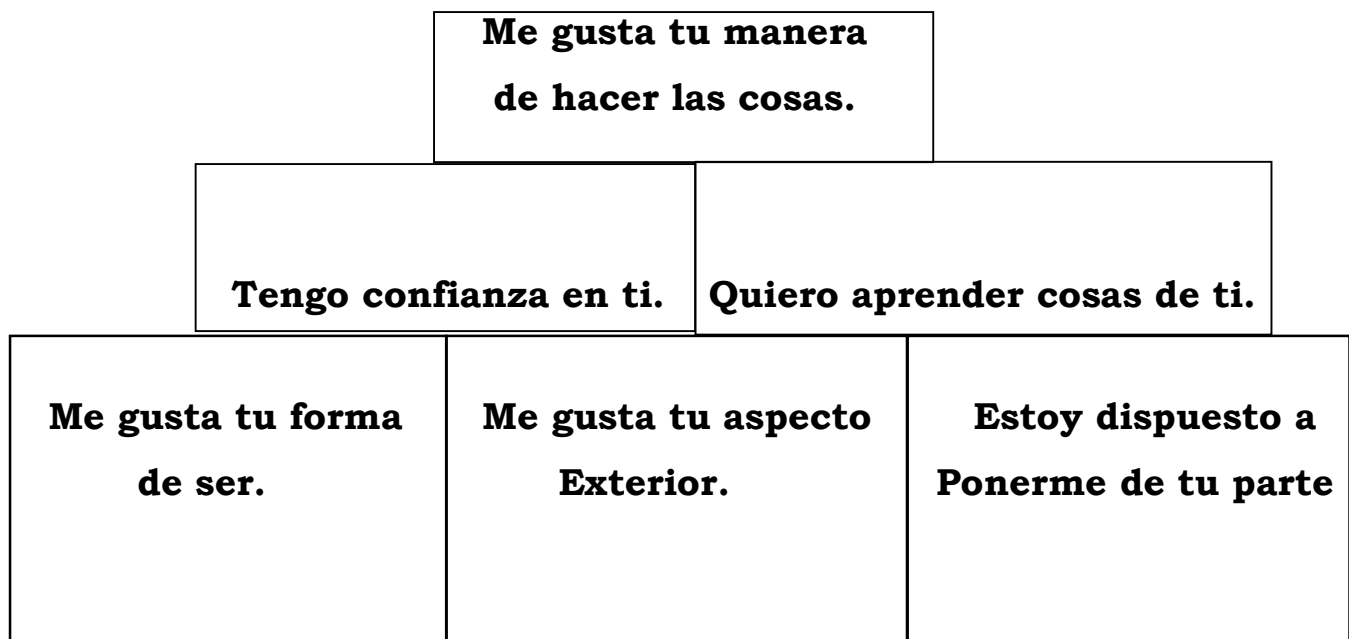 Me gusta tu manera
de hacer las cosas.
Tengo confianza en ti.
Quiero aprender cosas de ti.
Me gusta tu forma
de ser.
Me gusta tu aspecto
Exterior.
Estoy dispuesto a
Ponerme de tu parte